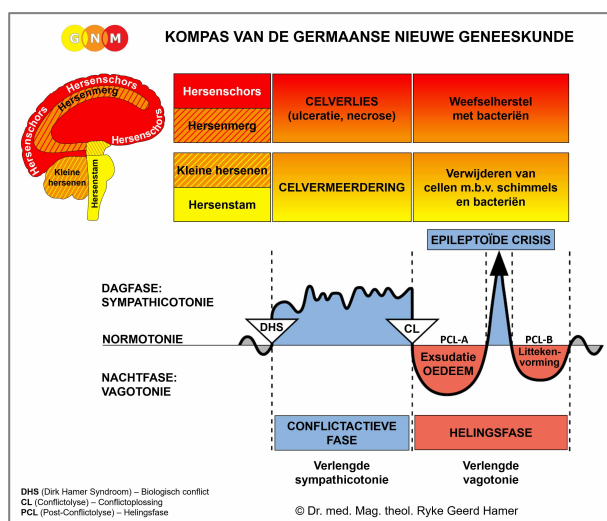 G N M
KOMPAS VAN DE GERMAANSE NIEUWE GENEESKUNDE
Hersenschors
Hersenmerg
Hersenschors
Hersenschors
Kleine
hersenen
Hersenstam
Hersenschors
Hersenmerg
CELVERLIES
(ulceratie, necrose)
Weefselherstel
met bacteriën
Kleine hersenen
Hersenstam
CELVERMEERDERING
Verwijderen van
cellen m.b.v. schimmels
en bacteriën
EPILEPTOÏDE CRISIS
DAGFASE:
SYMPATHICOTONIE
DHS
CL
NORMOTONIE
PCL-A
PCL-B
Exsudatie
OEDEEM
Litteken-
vorming
NACHTFASE:
VAGOTONIE
CONFLICTACTIEVE
FASE
HELINGSFASE
Verlengde
sympathicotonie
Verlengde
vagotonie
DHS (Dirk Hamer Syndroom) – Biologisch conflict
CL (Conflictolyse) – Conflictoplossing
PCL (Post-Conflictolyse) – Helingsfase
© Dr. med. Mag. theol. Ryke Geerd Hamer